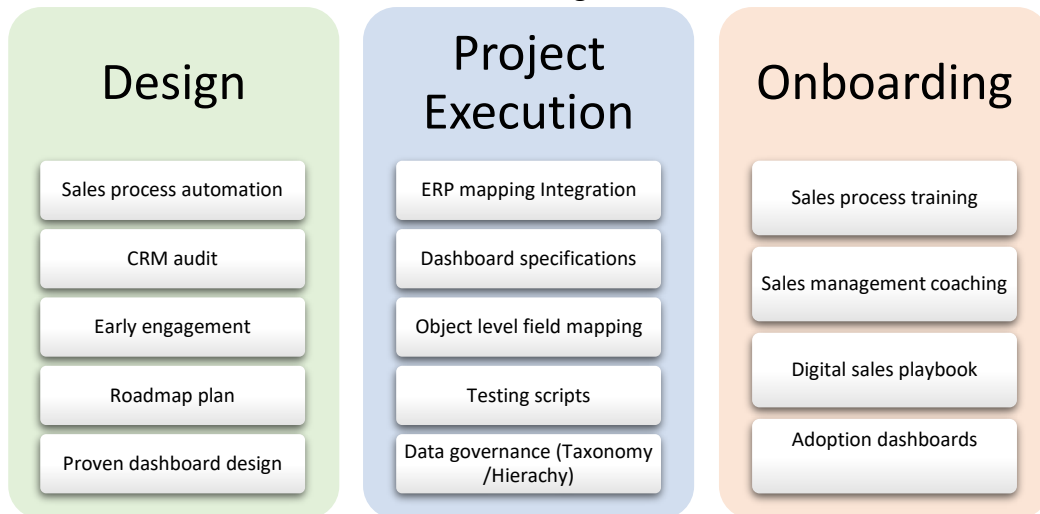 Design
Sales process automation
CRM audit
Early engagement
Roadmap plan
Proven dashboard design
Project
Execution
ERP mapping Integration
Dashboard specifications
Object level field mapping
Testing scripts
Data governance (Taxonomy
/Hierachy)
Onboarding
Sales process training
Sales management coaching
Digital sales playbook
Adoption dashboards